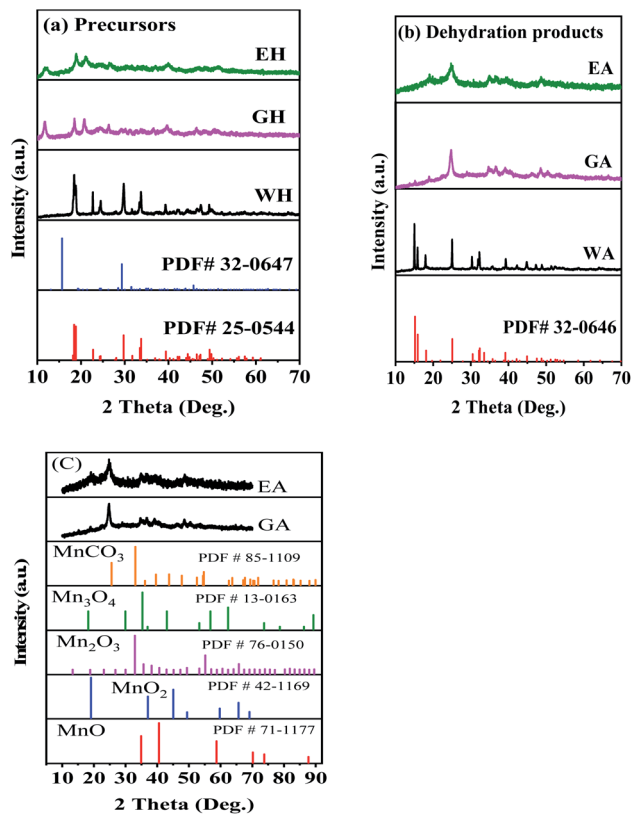 (a) Precursors
EH
GH
WH
PDF# 32-0647
PDF# 25-0544
Intensity (a.u.)
10 20 30 40 50 60 70
2 Theta (Deg.)
(b) Dehydration products
EA
GA
WA
PDF# 32-0646
Intensity (a.u.)
10 20 30 40 50 60 70
2 Theta (Deg.)
(C)
EA
GA
MnCO3 PDF # 85-1109
Mn3O4 PDF # 13-0163
Mn2O3 PDF # 76-0150
MnO2 PDF # 42-1169
MnO PDF # 71-1177
Intensity (a.u.)
10 20 30 40 50 60 70 80 90
2 Theta (Deg.)